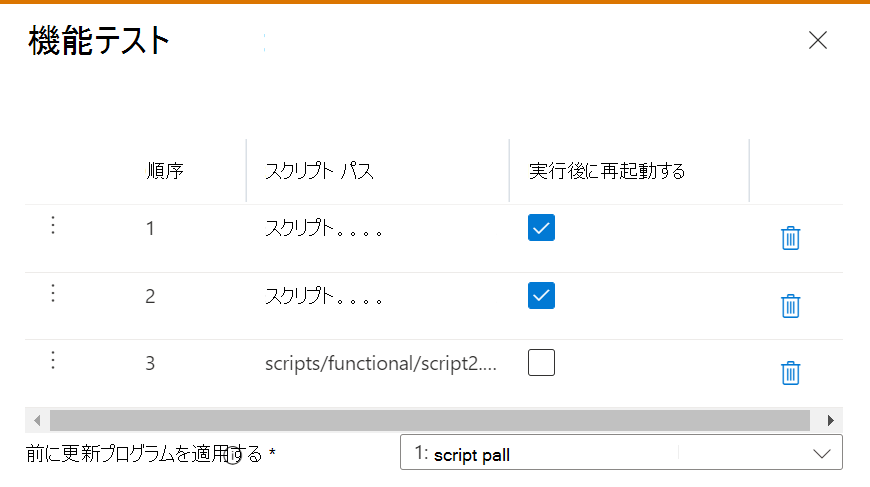 機能テスト
順序 スクリプト パス 実行後に再起動する
1 スクリプト。。。。
2 スクリプト。。。。
3 scripts/functional/script2....
前に更新プログラムを適用する * 1: script pall